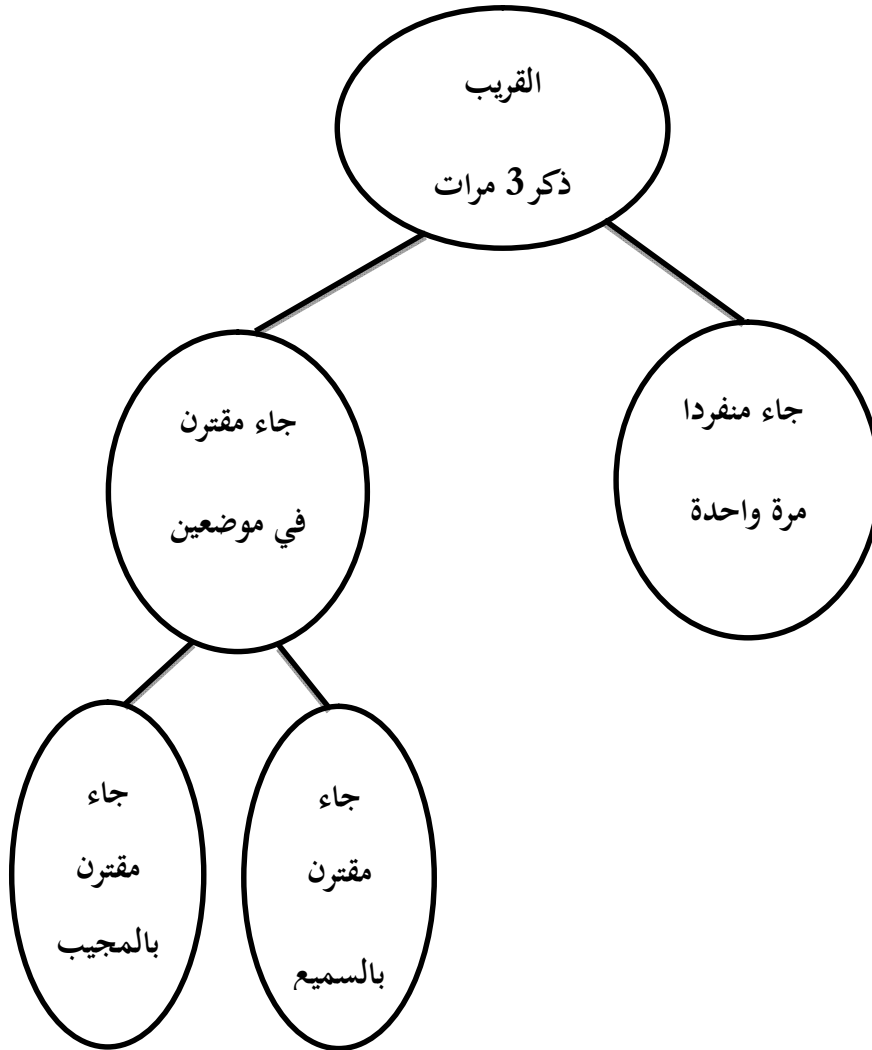 القريب
ذكر 3 مرات
جاء منفردا
مرة واحدة
جاء مقترن
في موضعين
جاء
مقترن
بالسميع
جاء
مقترن
بالمجيب